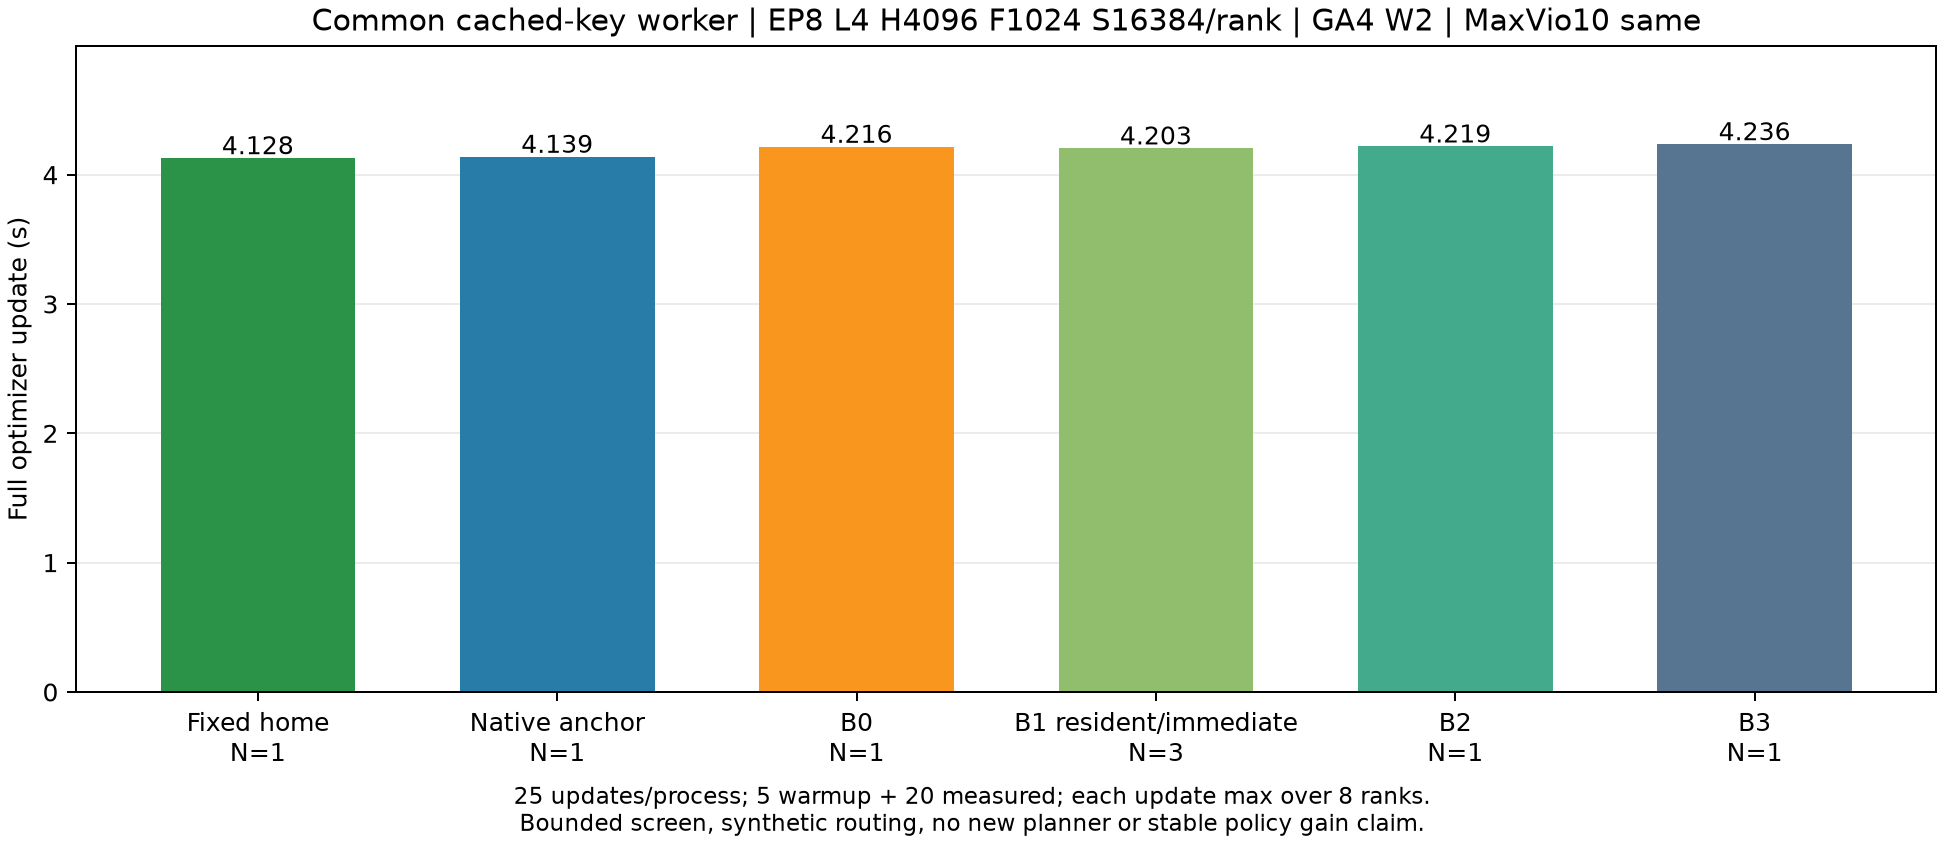 Common cached-key worker | EP8 L4 H4096 F1024 S16384/rank | GA4 W2 | MaxVio10 same
Full optimizer update (s)
4
3
2
1
0
4.128
4.139
4.216
4.203
4.219
4.236
Fixed home
N=1
Native anchor
N=1
B0
N=1
B1 resident/immediate
N=3
B2
N=1
B3
N=1
25 updates/process; 5 warmup + 20 measured; each update max over 8 ranks.
Bounded screen, synthetic routing, no new planner or stable policy gain claim.